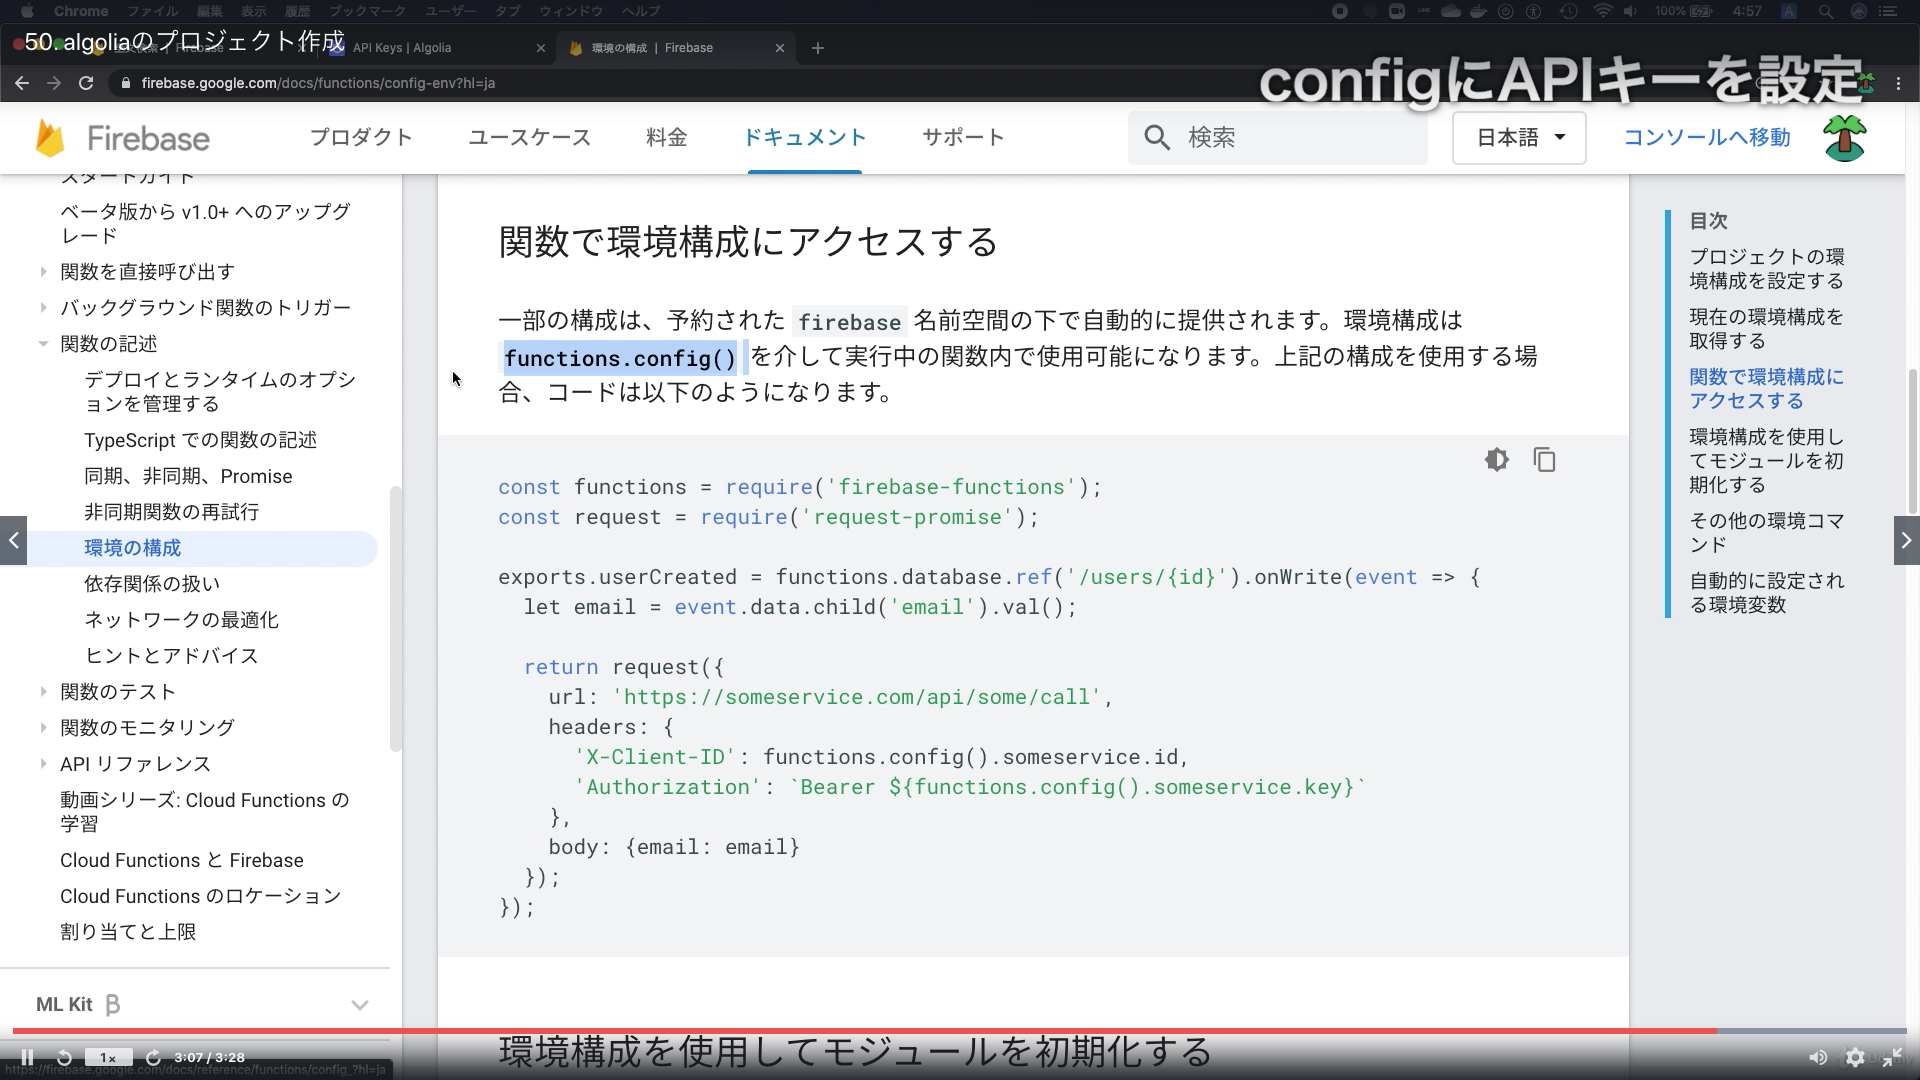 Chrome ファイル 編集 表示 履歴 ブックマーク ユーザー タブ ウィンドウ ヘルプ
100% 4:57 A
50. algoliaのプロジェクト作成
Firebase
API Keys | Algolia
環境の構成 | Firebase
firebase.google.com/docs/functions/config-env?hl=ja
configにAPIキーを設定
Firebase
プロダクト ユースケース 料金 ドキュメント サポート
検索
日本語
コンソールへ移動
スタートガイド
ベータ版から v1.0+ へのアップグ
レード
関数を直接呼び出す
バックグラウンド関数のトリガー
関数の記述
デプロイとランタイムのオプシ
ョンを管理する
TypeScript での関数の記述
同期、非同期、Promise
非同期関数の再試行
環境の構成
依存関係の扱い
ネットワークの最適化
ヒントとアドバイス
関数のテスト
関数のモニタリング
API リファレンス
動画シリーズ: Cloud Functions の
学習
Cloud Functions と Firebase
Cloud Functions のロケーション
割り当てと上限
ML Kit β
関数で環境構成にアクセスする
一部の構成は、予約された firebase 名前空間の下で自動的に提供されます。環境構成は
functions.config() を介して実行中の関数内で使用可能になります。上記の構成を使用する場
合、コードは以下のようになります。
const functions = require('firebase-functions');
const request = require('request-promise');
exports.userCreated = functions.database.ref('/users/{id}').onWrite(event => {
let email = event.data.child('email').val();
return request({
url: 'https://someservice.com/api/some/call',
headers: {
'X-Client-ID': functions.config().someservice.id,
'Authorization': `Bearer ${functions.config().someservice.key}`
},
body: {email: email}
});
});
環境構成を使用してモジュールを初期化する
目次
プロジェクトの環
境構成を設定する
現在の環境構成を
取得する
関数で環境構成に
アクセスする
環境構成を使用し
てモジュールを初
期化する
その他の環境コマ
ンド
自動的に設定され
る環境変数
1x
3:07 / 3:28
https://firebase.google.com/docs/reference/functions/config_?hl=ja